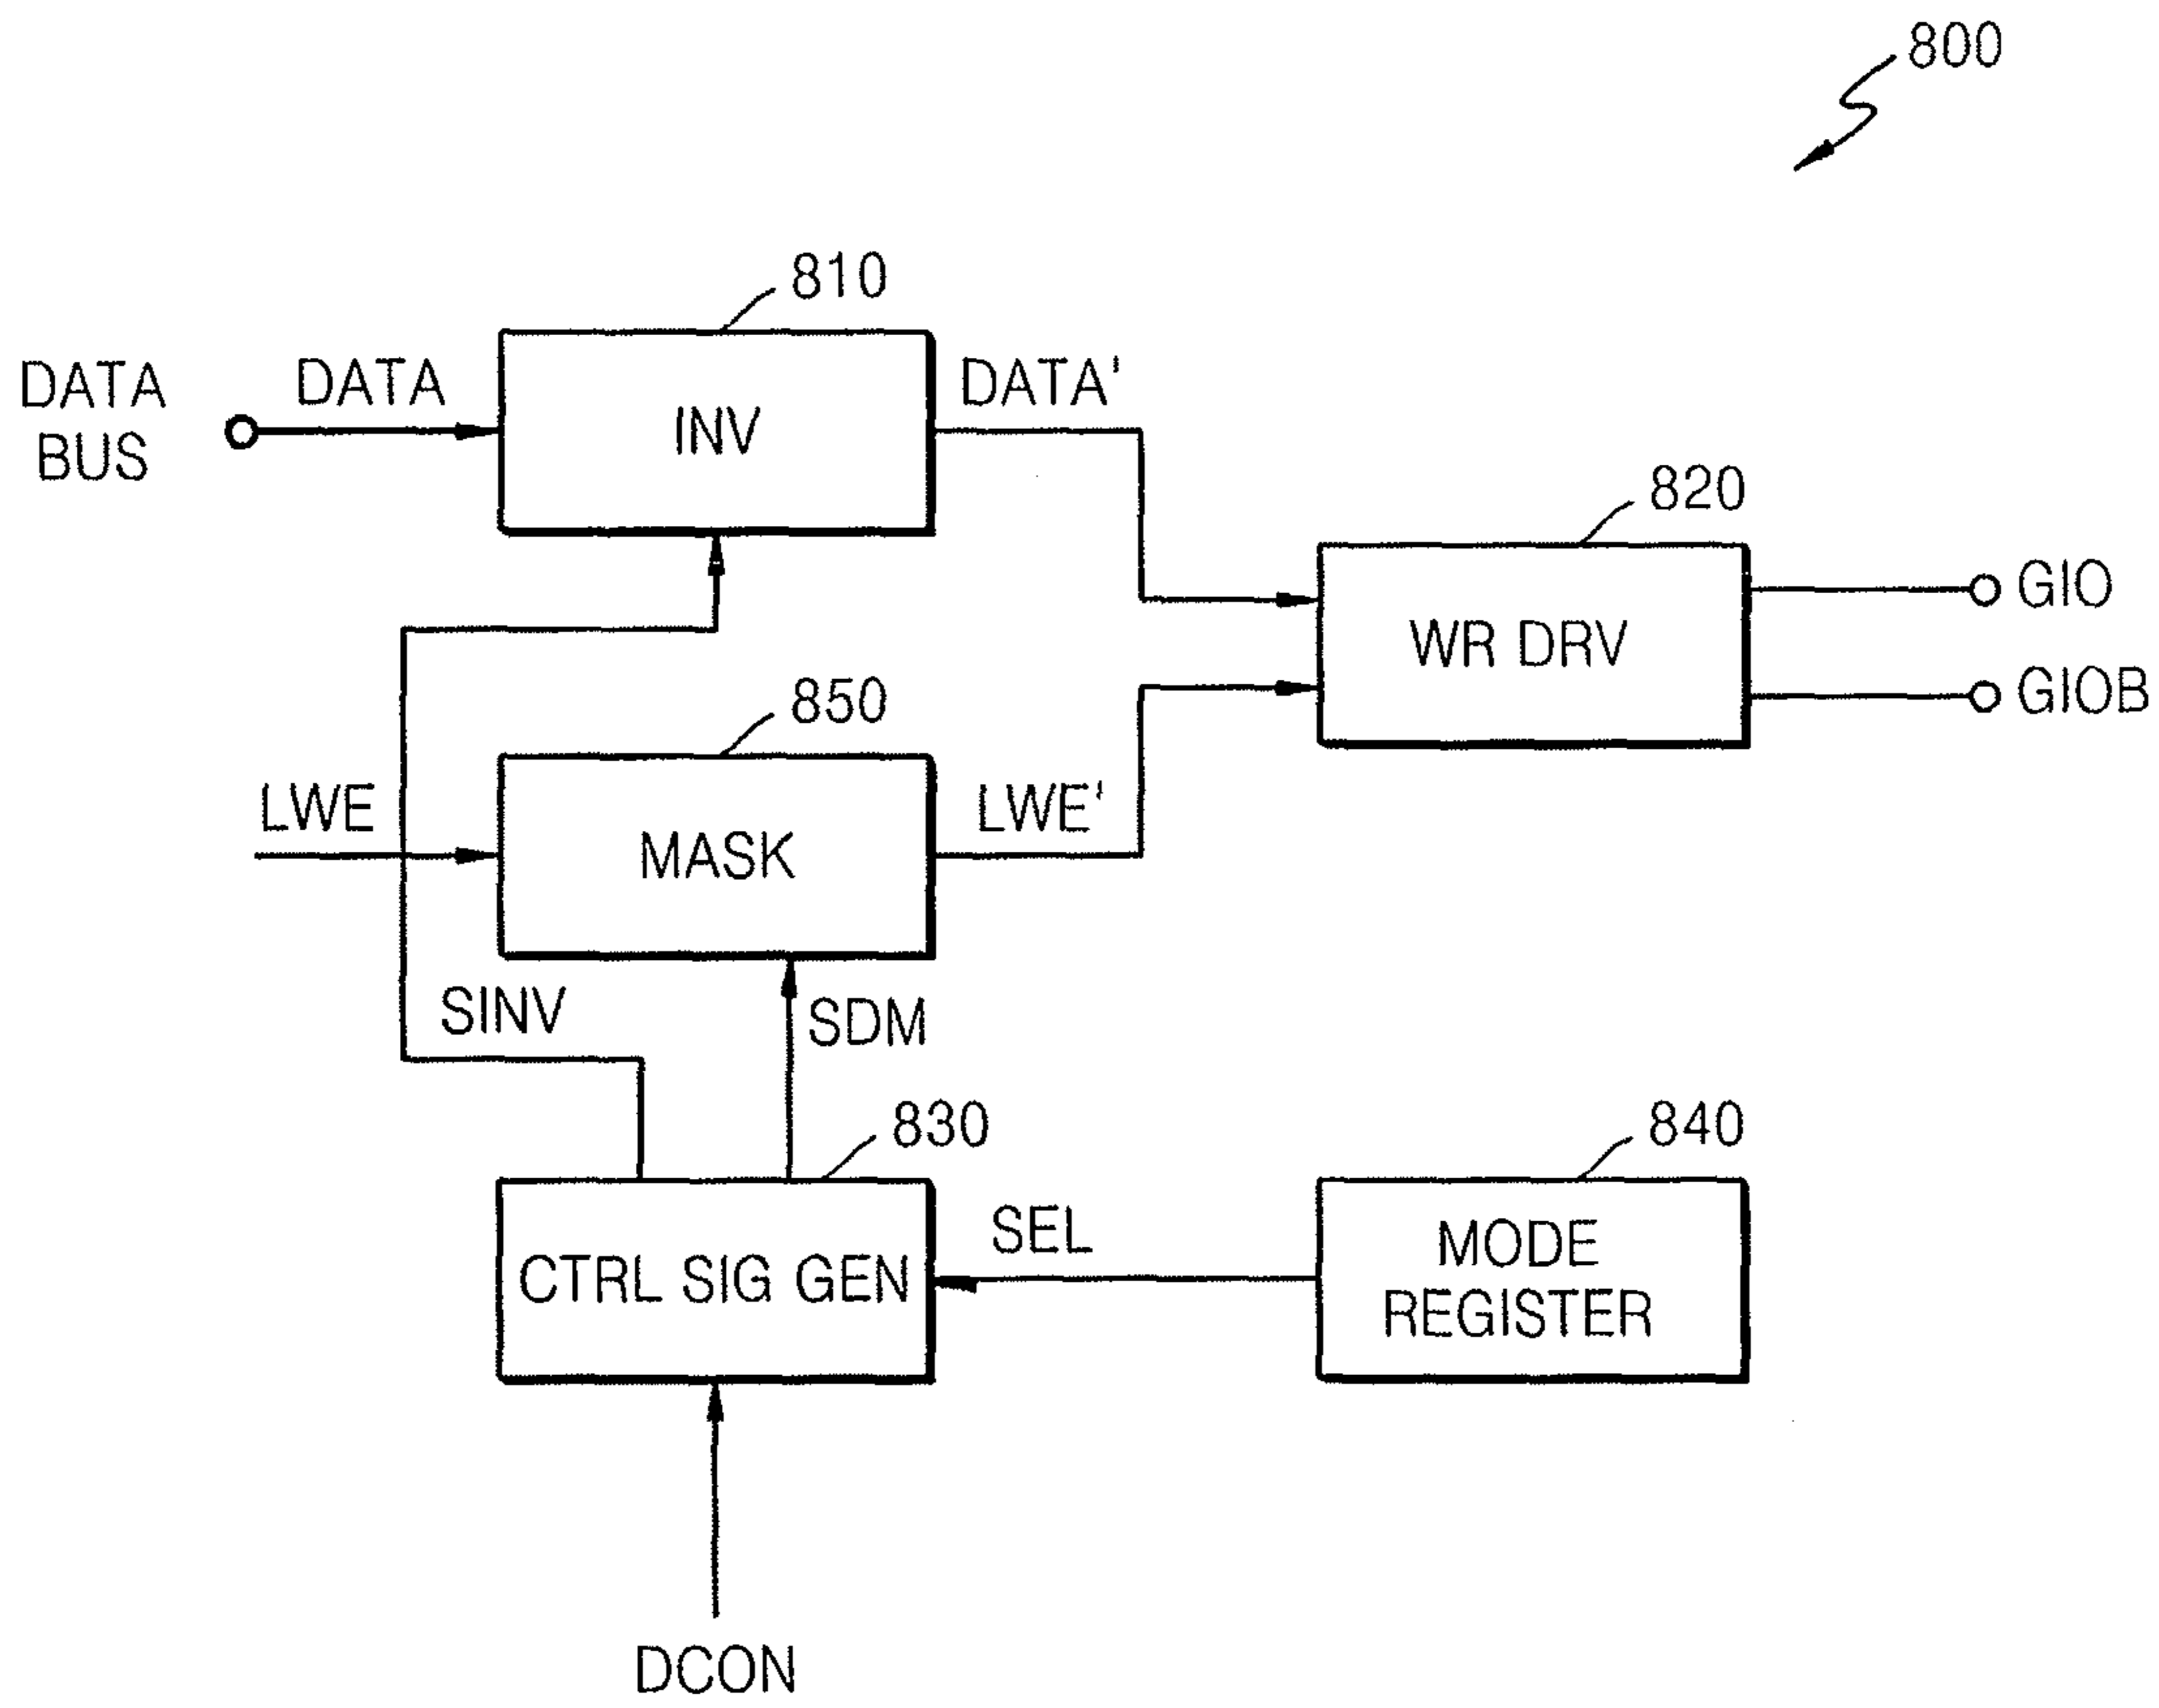 800
810
DATA
BUS
DATA
INV
DATA'
820
WR DRV
GIO
GIOB
850
LWE
MASK
LWE'
SINV
SDM
830
840
CTRL SIG GEN
SEL
MODE
REGISTER
DCON